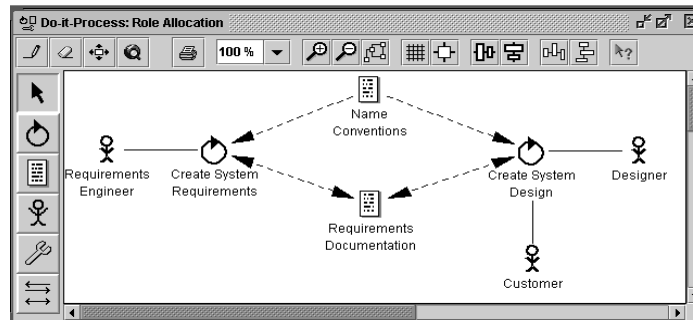 Do-it-Process: Role Allocation
100 %
Name
Conventions
Requirements
Engineer
Create System
Requirements
Create System
Design
Designer
Requirements
Documentation
Customer